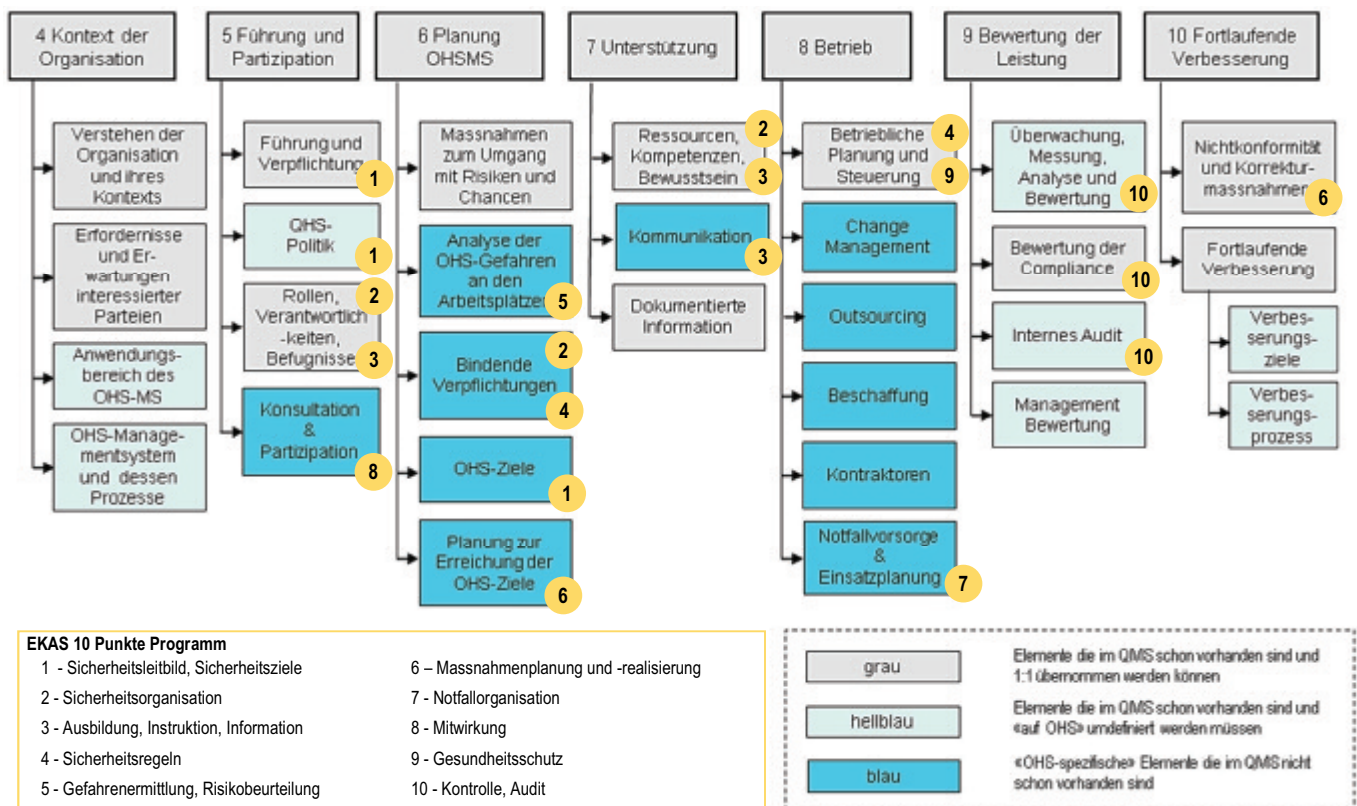 4 Kontext der
Organisation
Verstehen der
Organisation
und ihres
Kontexts
Erfordernisse
und Er-
wartungen
interessierter
Parteien
Anwendungs-
bereich des
OHS-MS
OHS-Manage-
mentsystem
und dessen
Prozesse
5 Führung und
Partizipation
Führung und
Verpflichtung
1
QHS-
Politik
1
Rollen,
2
Verantwortlich
-keiten,
Befugnisse
3
Konsultation
&
Partizipation
8
6 Planung
OHSMS
Massnahmen
zum Umgang
mit Risiken und
Chancen
Analyse der
OHS-Gefahren
an den
Arbeitsplätzen
5
Bindende
2
Verpflichtungen
4
OHS-Ziele
1
Planung zur
Erreichung der
OHS-Ziele
6
7 Unterstützung
Ressourcen,
2
Kompetenzen,
Bewusstsein
3
Kommunikation
3
Dokumentierte
Information
8 Betrieb
Betriebliche
4
Planung und
Steuerung
9
Change
Management
Outsourcing
Beschaffung
Kontraktoren
Notfallvorsorge
&
Einsatzplanung
7
9 Bewertung der
Leistung
Überwachung,
Messung,
Analyse und
Bewertung
10
Bewertung der
Compliance
10
Internes Audit
10
Management
Bewertung
10 Fortlaufende
Verbesserung
Nichtkonformität
und Korrektur-
massnahmen
6
Fortlaufende
Verbesserung
Verbes-
serungs-
ziele
Verbes-
serungs-
prozess
EKAS 10 Punkte Programm
1 - Sicherheitsleitbild, Sicherheitsziele
2 - Sicherheitsorganisation
3 - Ausbildung, Instruktion, Information
4 - Sicherheitsregeln
5 - Gefahrenermittlung, Risikobeurteilung
6 – Massnahmenplanung und -realisierung
7 - Notfallorganisation
8 - Mitwirkung
9 - Gesundheitsschutz
10 - Kontrolle, Audit
grau
Elemente die im QMS schon vorhanden sind und
1:1 übernommen werden können
hellblau
Elemente die im QMS schon vorhanden sind und
«auf OHS» umdefiniert werden müssen
blau
«OHS-spezifische» Elemente die im QMS nicht
schon vorhanden sind